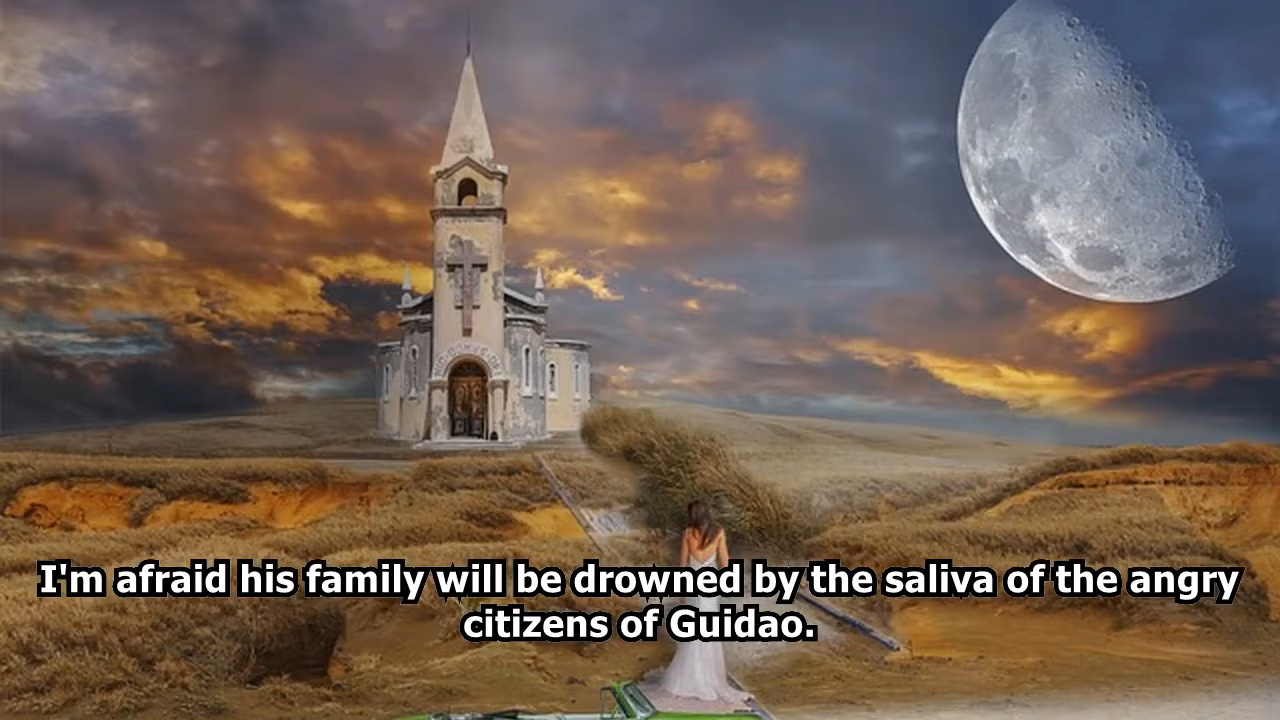 I'm afraid his family will be drowned by the saliva of the angry
citizens of Guidao.